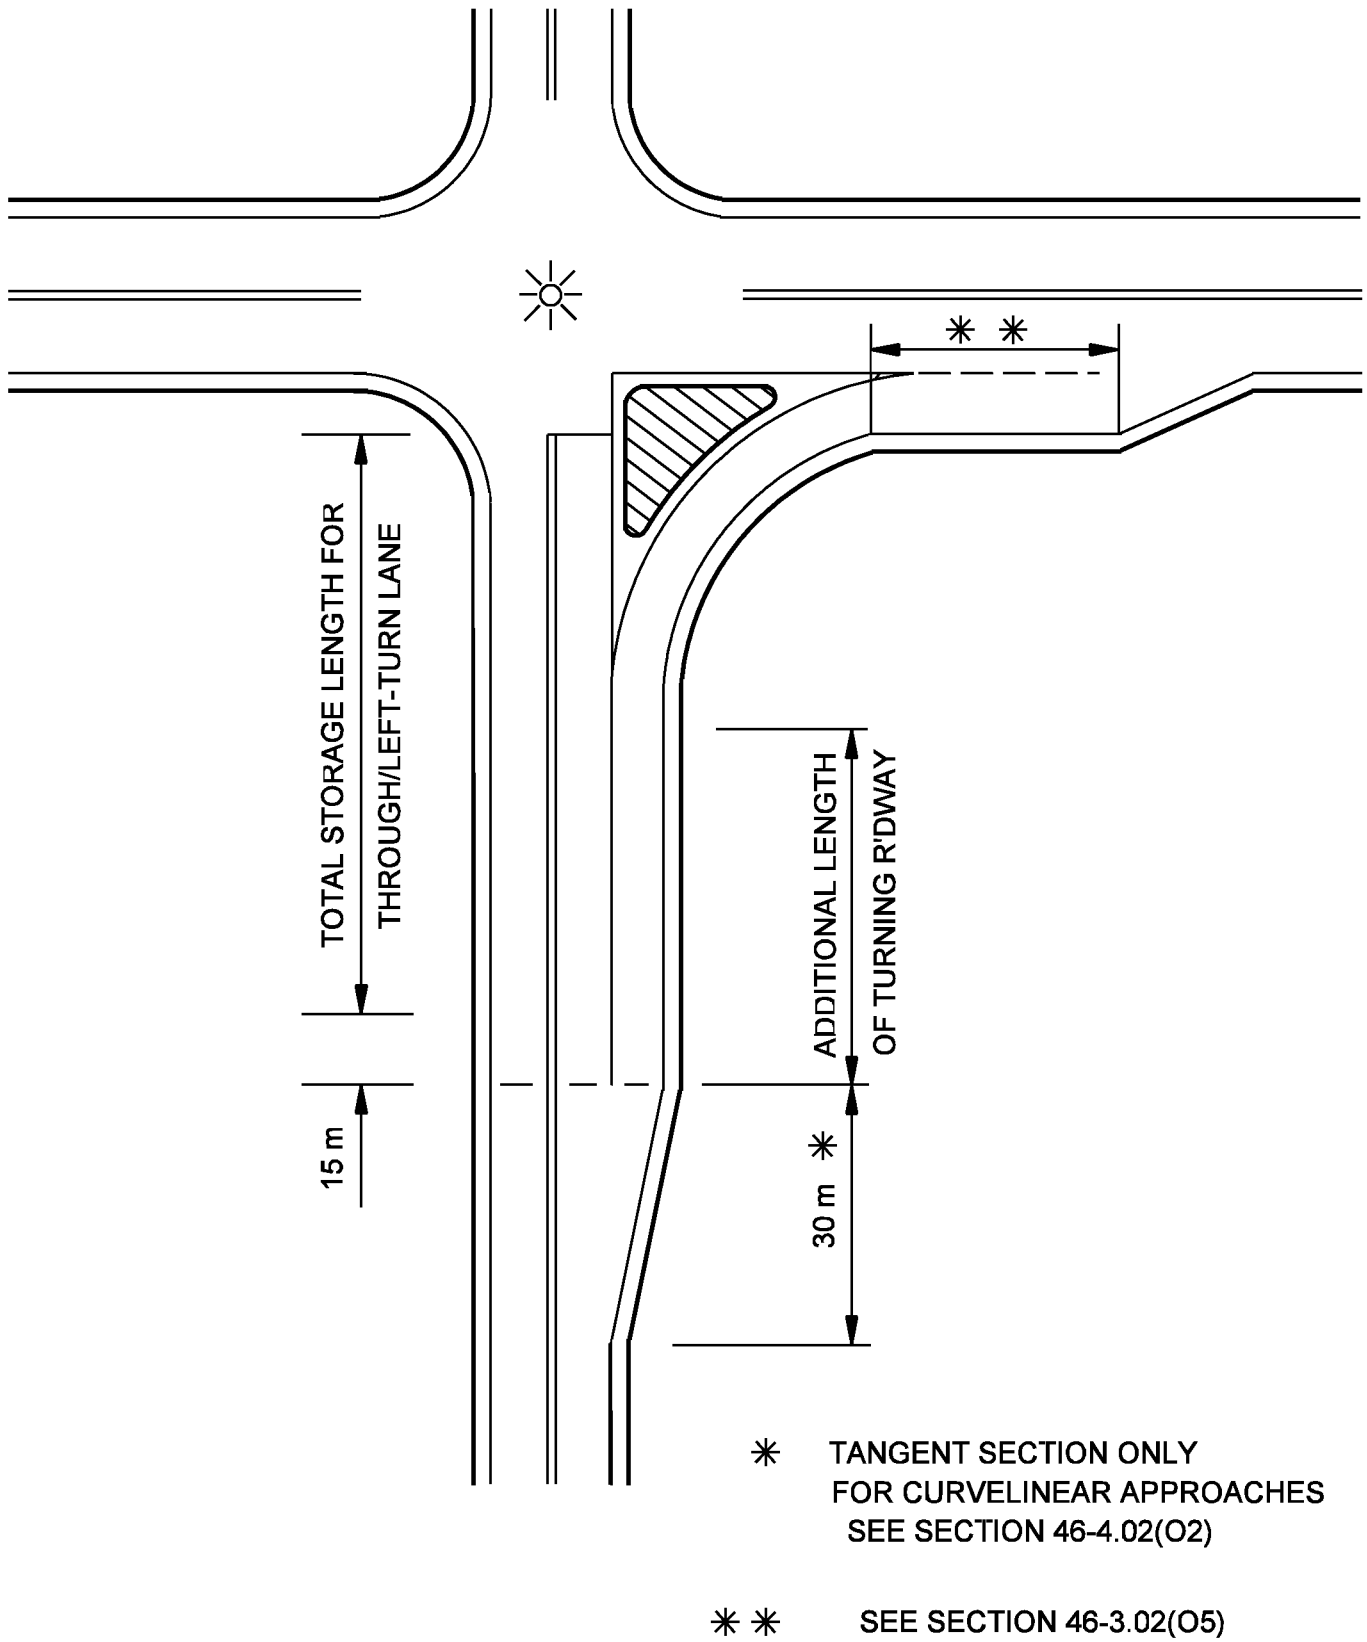 ✳ ✳
TOTAL STORAGE LENGTH FOR
THROUGH/LEFT-TURN LANE
ADDITIONAL LENGTH
OF TURNING R'DWAY
15 m
30 m ✳
✳ TANGENT SECTION ONLY
FOR CURVELINEAR APPROACHES
SEE SECTION 46-4.02(O2)
✳ ✳ SEE SECTION 46-3.02(O5)